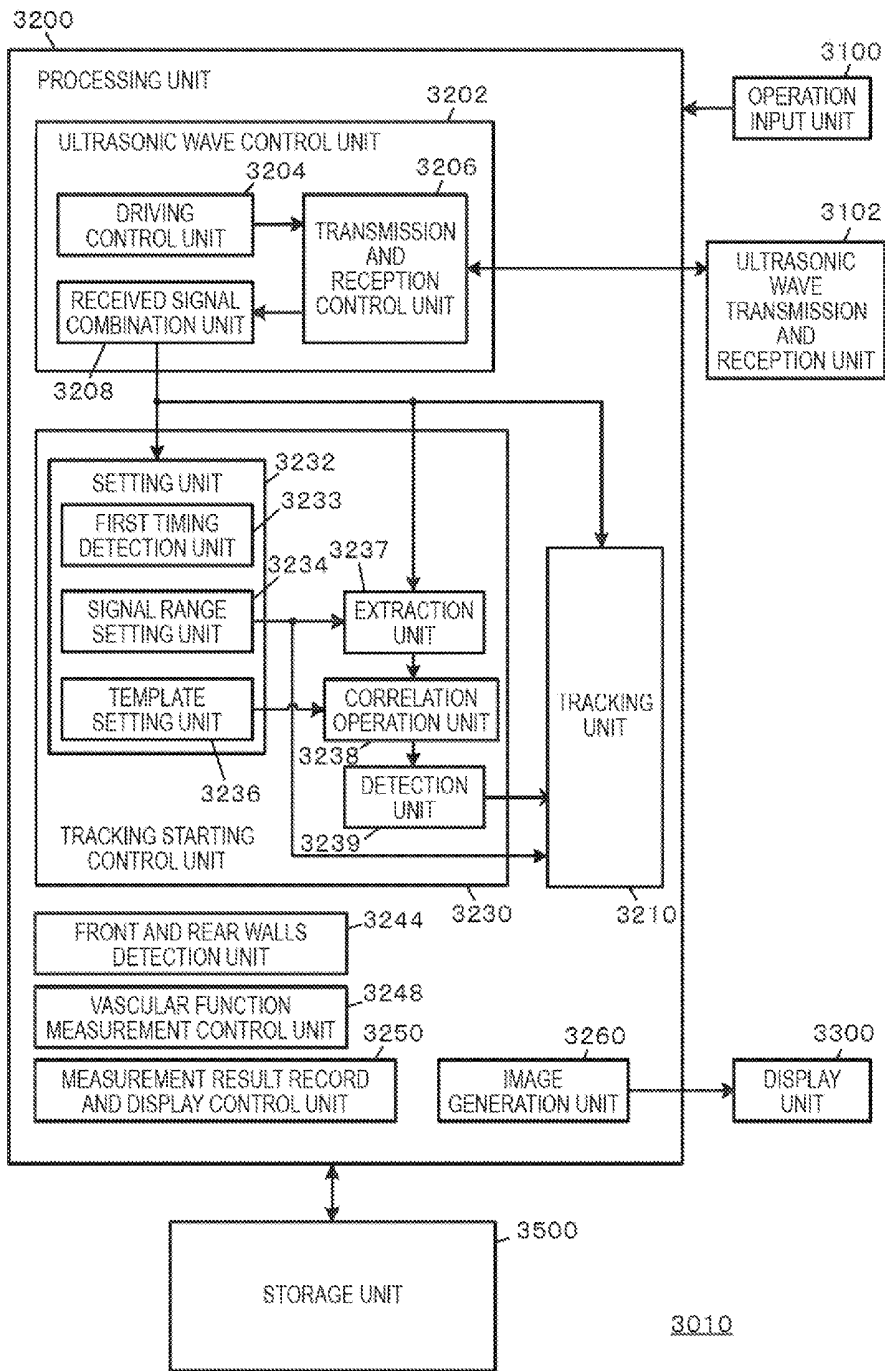 3200
PROCESSING UNIT
3100
OPERATION
INPUT UNIT
3202
ULTRASONIC WAVE CONTROL UNIT
3204
3206
DRIVING
CONTROL UNIT
TRANSMISSION
AND
RECEPTION
CONTROL UNIT
3102
ULTRASONIC
WAVE
TRANSMISSION
AND
RECEPTION UNIT
RECEIVED SIGNAL
COMBINATION UNIT
3208
3232
SETTING UNIT
3233
FIRST TIMING
DETECTION UNIT
3234
3237
SIGNAL RANGE
SETTING UNIT
EXTRACTION
UNIT
TEMPLATE
SETTING UNIT
CORRELATION
OPERATION UNIT
3238
TRACKING
UNIT
3236
DETECTION
UNIT
3239
TRACKING STARTING
CONTROL UNIT
3230
3210
3244
FRONT AND REAR WALLS
DETECTION UNIT
3248
VASCULAR FUNCTION
MEASUREMENT CONTROL UNIT
3250
MEASUREMENT RESULT RECORD
AND DISPLAY CONTROL UNIT
3260
IMAGE
GENERATION UNIT
3300
DISPLAY
UNIT
3500
STORAGE UNIT
3010